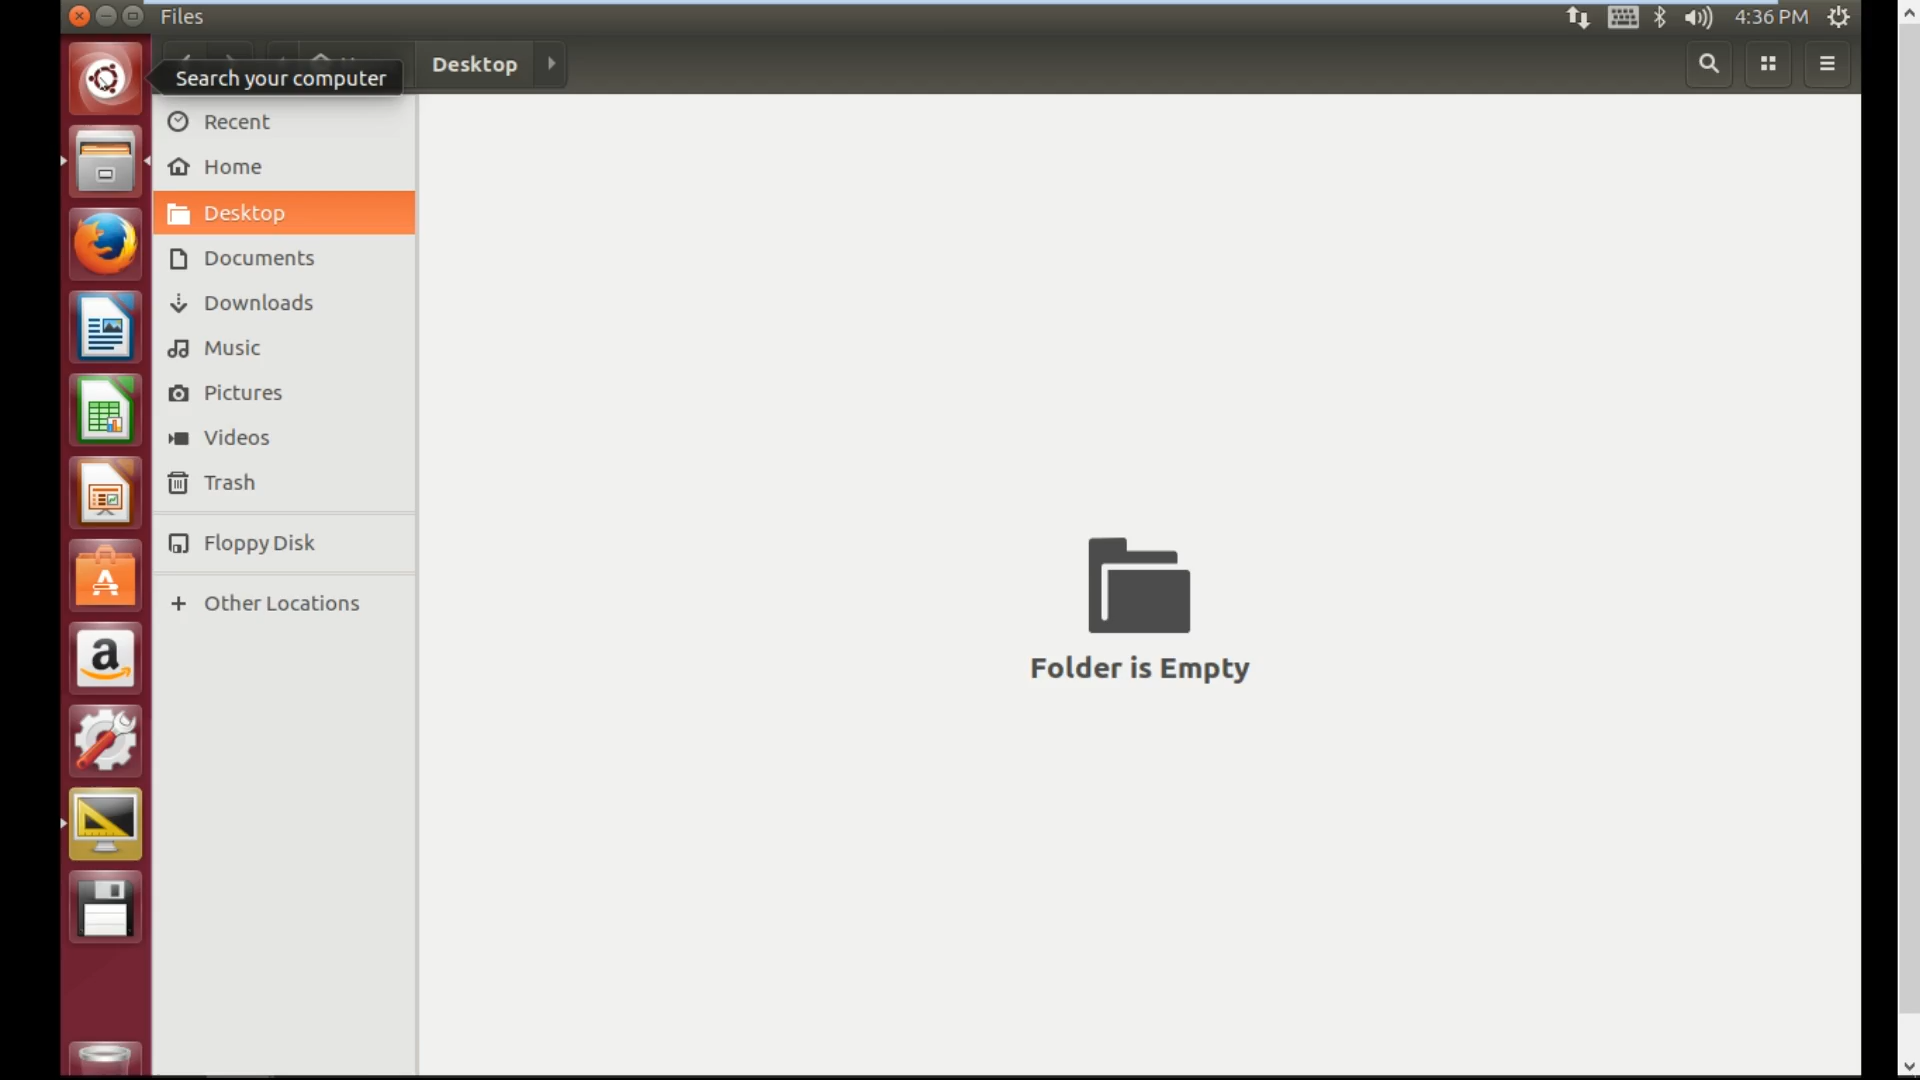 Files
4:36 PM
Search your computer
Desktop
Recent
Home
Desktop
Documents
Downloads
Music
Pictures
Videos
Trash
Floppy Disk
Other Locations
Folder is Empty